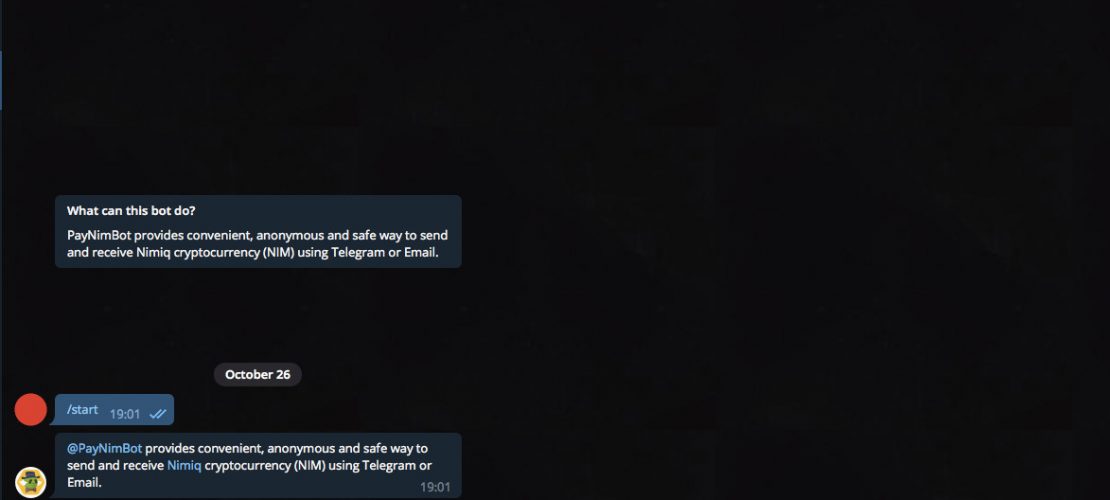 What can this bot do?
PayNimBot provides convenient, anonymous and safe way to send
and receive Nimiq cryptocurrency (NIM) using Telegram or Email.
October 26
/start 19:01
@PayNimBot provides convenient, anonymous and safe way to
send and receive Nimiq cryptocurrency (NIM) using Telegram or
Email. 19:01